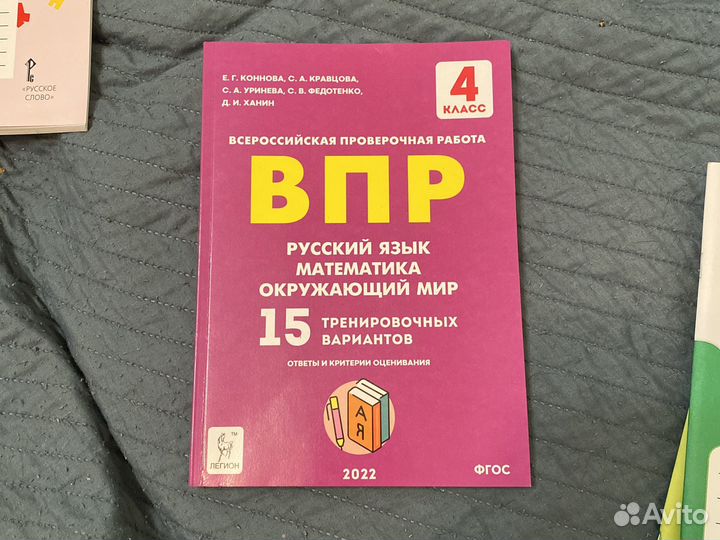 «РУССКОЕ
СЛОВО»
Е. Г. КОННОВА, С. А. КРАВЦОВА,
С. А. УРИНЕВА, С. В. ФЕДОТЕНКО,
Д. И. ХАНИН
4
КЛАСС
ВСЕРОССИЙСКАЯ ПРОВЕРОЧНАЯ РАБОТА
ВПР
РУССКИЙ ЯЗЫК
МАТЕМАТИКА
ОКРУЖАЮЩИЙ МИР
15 ТРЕНИРОВОЧНЫХ
ВАРИАНТОВ
ОТВЕТЫ И КРИТЕРИИ ОЦЕНИВАНИЯ
А
Я
TM
ЛЕГИОН
2022
ФГОС
Avito